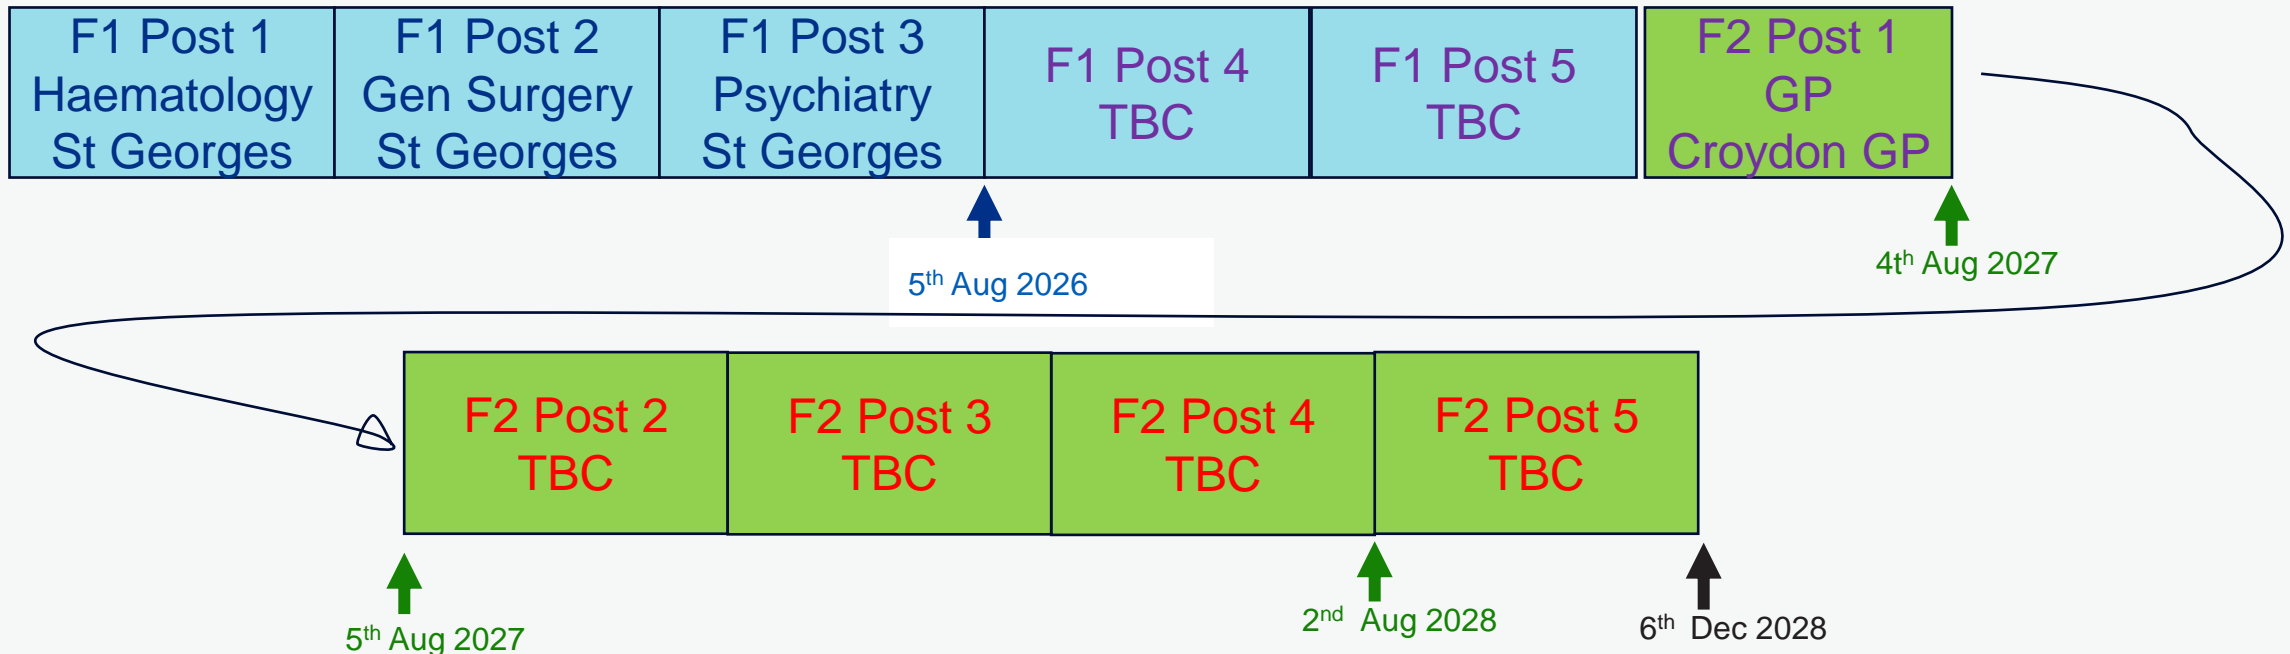 F1 Post 1
Haematology
St Georges
F1 Post 2
Gen Surgery
St Georges
F1 Post 3
Psychiatry
St Georges
F1 Post 4
TBC
F1 Post 5
TBC
F2 Post 1
GP
Croydon GP
5th Aug 2026
4th Aug 2027
F2 Post 2
TBC
F2 Post 3
TBC
F2 Post 4
TBC
F2 Post 5
TBC
5th Aug 2027
2nd Aug 2028
6th Dec 2028